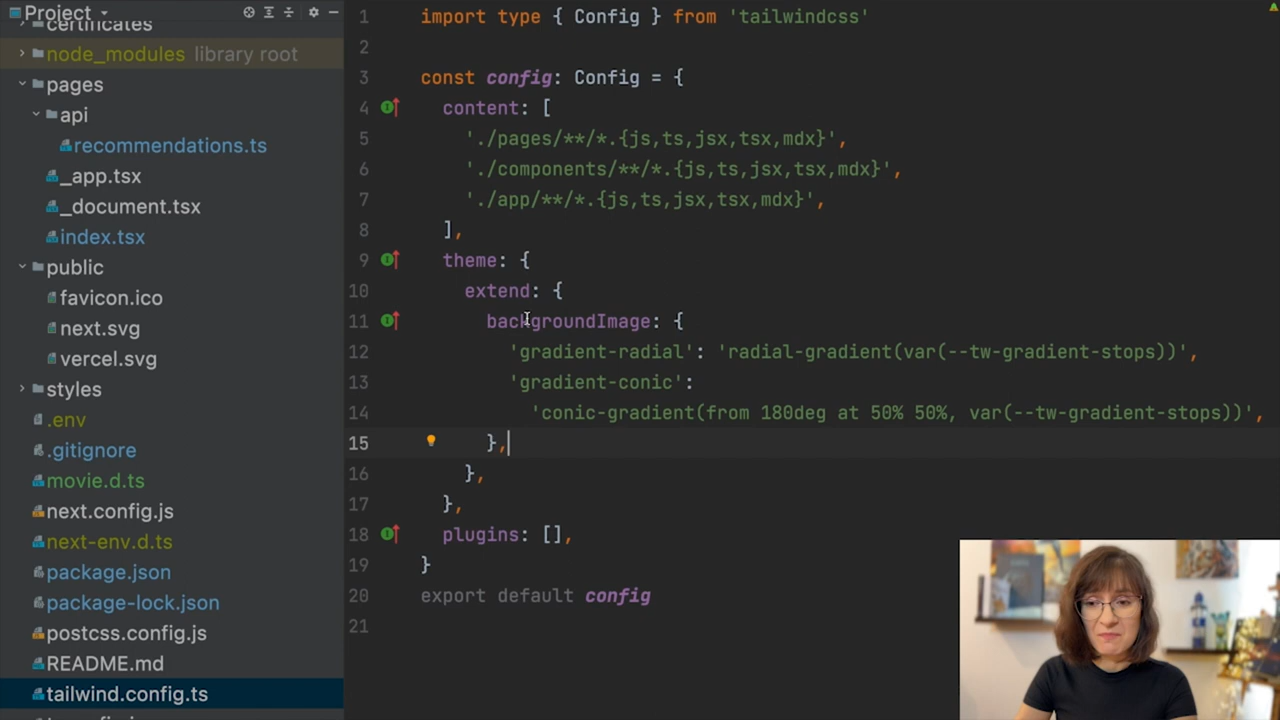 Project
certificates
node_modules library root
pages
api
recommendations.ts
_app.tsx
_document.tsx
index.tsx
public
favicon.ico
next.svg
vercel.svg
styles
.env
.gitignore
movie.d.ts
next.config.js
next-env.d.ts
package.json
package-lock.json
postcss.config.js
README.md
tailwind.config.ts
1 import type { Config } from 'tailwindcss'
2
3 const config: Config = {
4 content: [
5 './pages/**/*.{js,ts,jsx,tsx,mdx}',
6 './components/**/*.{js,ts,jsx,tsx,mdx}',
7 './app/**/*.{js,ts,jsx,tsx,mdx}',
8 ],
9 theme: {
10 extend: {
11 backgroundImage: {
12 'gradient-radial': 'radial-gradient(var(--tw-gradient-stops))',
13 'gradient-conic':
14 'conic-gradient(from 180deg at 50% 50%, var(--tw-gradient-stops))',
15 },
16 },
17 },
18 plugins: [],
19 }
20 export default config
21